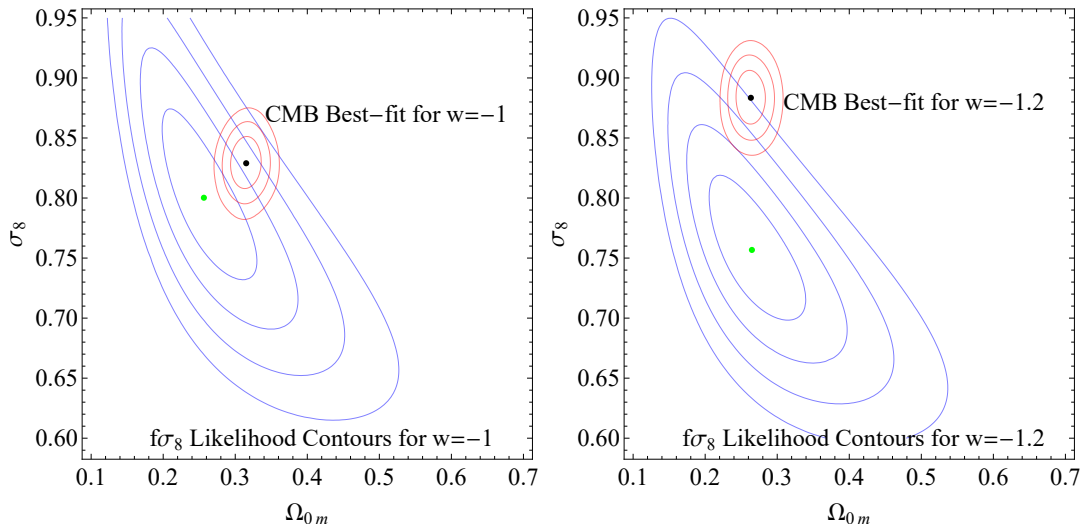 0.95
0.90
0.85
0.80
0.75
0.70
0.65
0.60
σ8
CMB Best-fit for w=-1
fσ8 Likelihood Contours for w=-1
0.1 0.2 0.3 0.4 0.5 0.6 0.7
Ω0m
0.95
0.90
0.85
0.80
0.75
0.70
0.65
0.60
σ8
CMB Best-fit for w=-1.2
fσ8 Likelihood Contours for w=-1.2
0.1 0.2 0.3 0.4 0.5 0.6 0.7
Ω0m